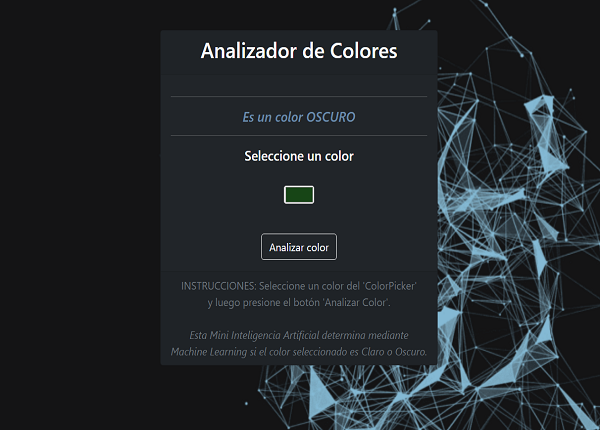 Analizador de Colores
Es un color OSCURO
Seleccione un color
Analizar color
INSTRUCCIONES: Seleccione un color del 'ColorPicker'
y luego presione el botón 'Analizar Color'.
Esta Mini Inteligencia Artificial determina mediante
Machine Learning si el color seleccionado es Claro o Oscuro.